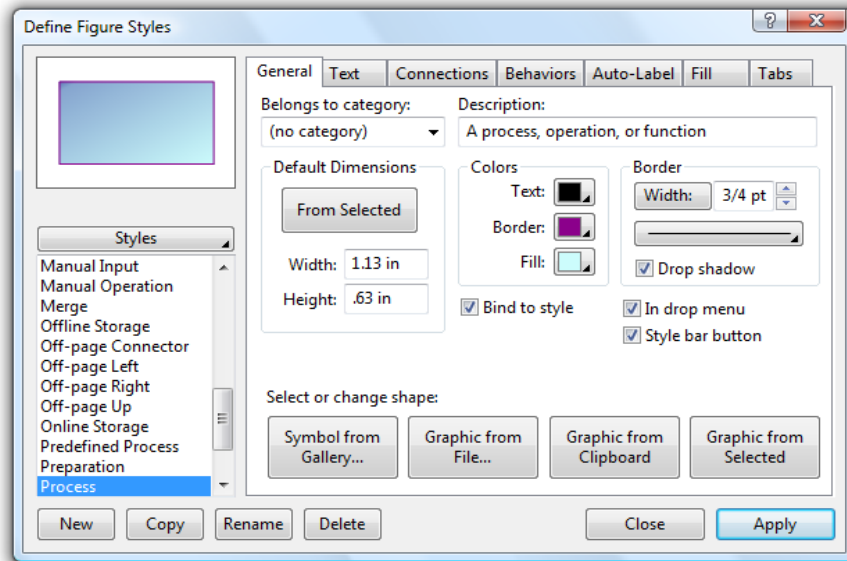 Define Figure Styles
?
General Text Connections Behaviors Auto-Label Fill Tabs
Belongs to category: Description:
(no category) A process, operation, or function
Default Dimensions Colors Border
From Selected Text: Width: 3/4 pt
Border:
Width: 1.13 in Fill: Drop shadow
Height: .63 in Bind to style In drop menu
Style bar button
Styles
Manual Input
Manual Operation
Merge
Offline Storage
Off-page Connector
Off-page Left
Off-page Right
Off-page Up
Online Storage
Predefined Process
Preparation
Process
Select or change shape:
Symbol from
Gallery...
Graphic from
File...
Graphic from
Clipboard
Graphic from
Selected
New Copy Rename Delete Close Apply